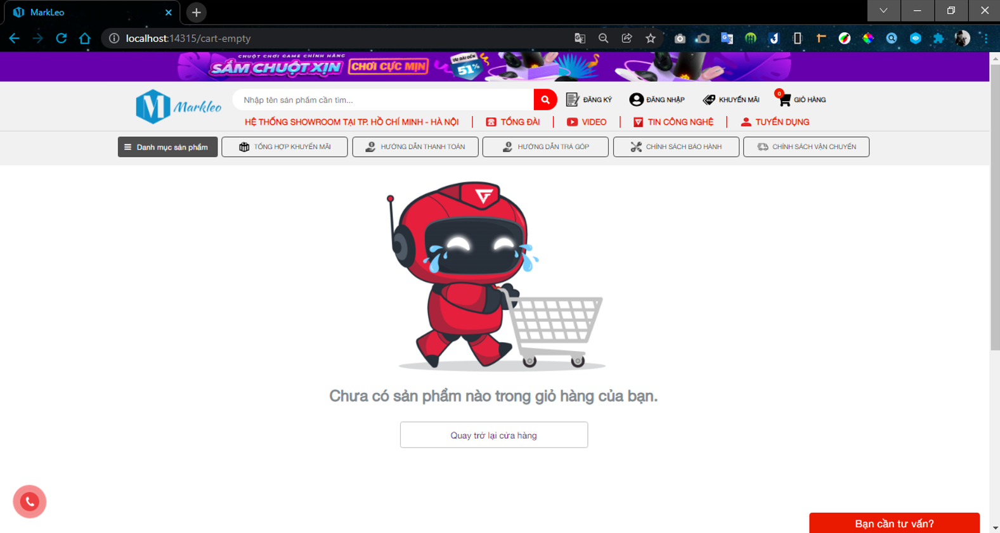 MarkLeo
localhost:14315/cart-empty
CHUỘT CHƠI GAME CHÍNH HÃNG
SẮM CHUỘT XỊN
CHƠI CỰC MỊN
ƯU ĐÃI ĐẾN
51%
M Markleo
Nhập tên sản phẩm cần tìm...
ĐĂNG KÝ
ĐĂNG NHẬP
KHUYẾN MÃI
0
GIỎ HÀNG
HỆ THỐNG SHOWROOM TẠI TP. HỒ CHÍ MINH - HÀ NỘI
TỔNG ĐÀI
VIDEO
TIN CÔNG NGHỆ
TUYỂN DỤNG
Danh mục sản phẩm
TỔNG HỢP KHUYẾN MÃI
HƯỚNG DẪN THANH TOÁN
HƯỚNG DẪN TRẢ GÓP
CHÍNH SÁCH BẢO HÀNH
CHÍNH SÁCH VẬN CHUYỂN
Chưa có sản phẩm nào trong giỏ hàng của bạn.
Quay trở lại cửa hàng
Bạn cần tư vấn?